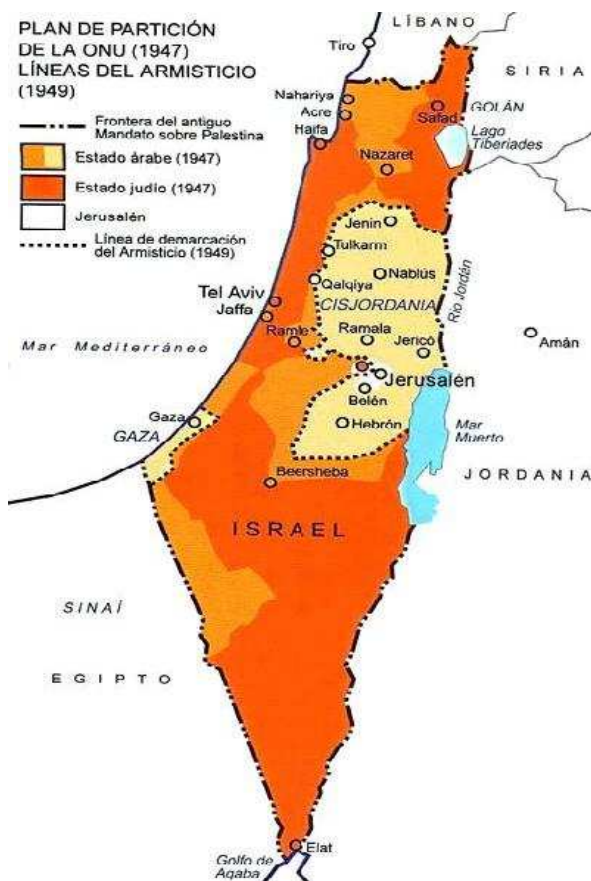 PLAN DE PARTICIÓN
DE LA ONU (1947)
LÍNEAS DEL ARMISTICIO
(1949)
Frontera del antiguo
Mandato sobre Palestina
Estado árabe (1947)
Estado judío (1947)
Jerusalén
Línea de demarcación
del Armisticio (1949)
LÍBANO
Tiro
SIRIA
Nahariya
Acre
Haifa
Safad
GOLÁN
Lago
Tiberiades
Nazaret
Jenín
Tulkarm
Nablús
Qalqiya
CISJORDANIA
Río Jordán
Tel Aviv
Jaffa
Ramle
Ramala
Jericó
Amán
Mar Mediterráneo
Jerusalén
Belén
Gaza
GAZA
Hebrón
Mar
Muerto
Beersheba
JORDANIA
ISRAEL
SINAÍ
EGIPTO
Elat
Golfo de
Aqaba